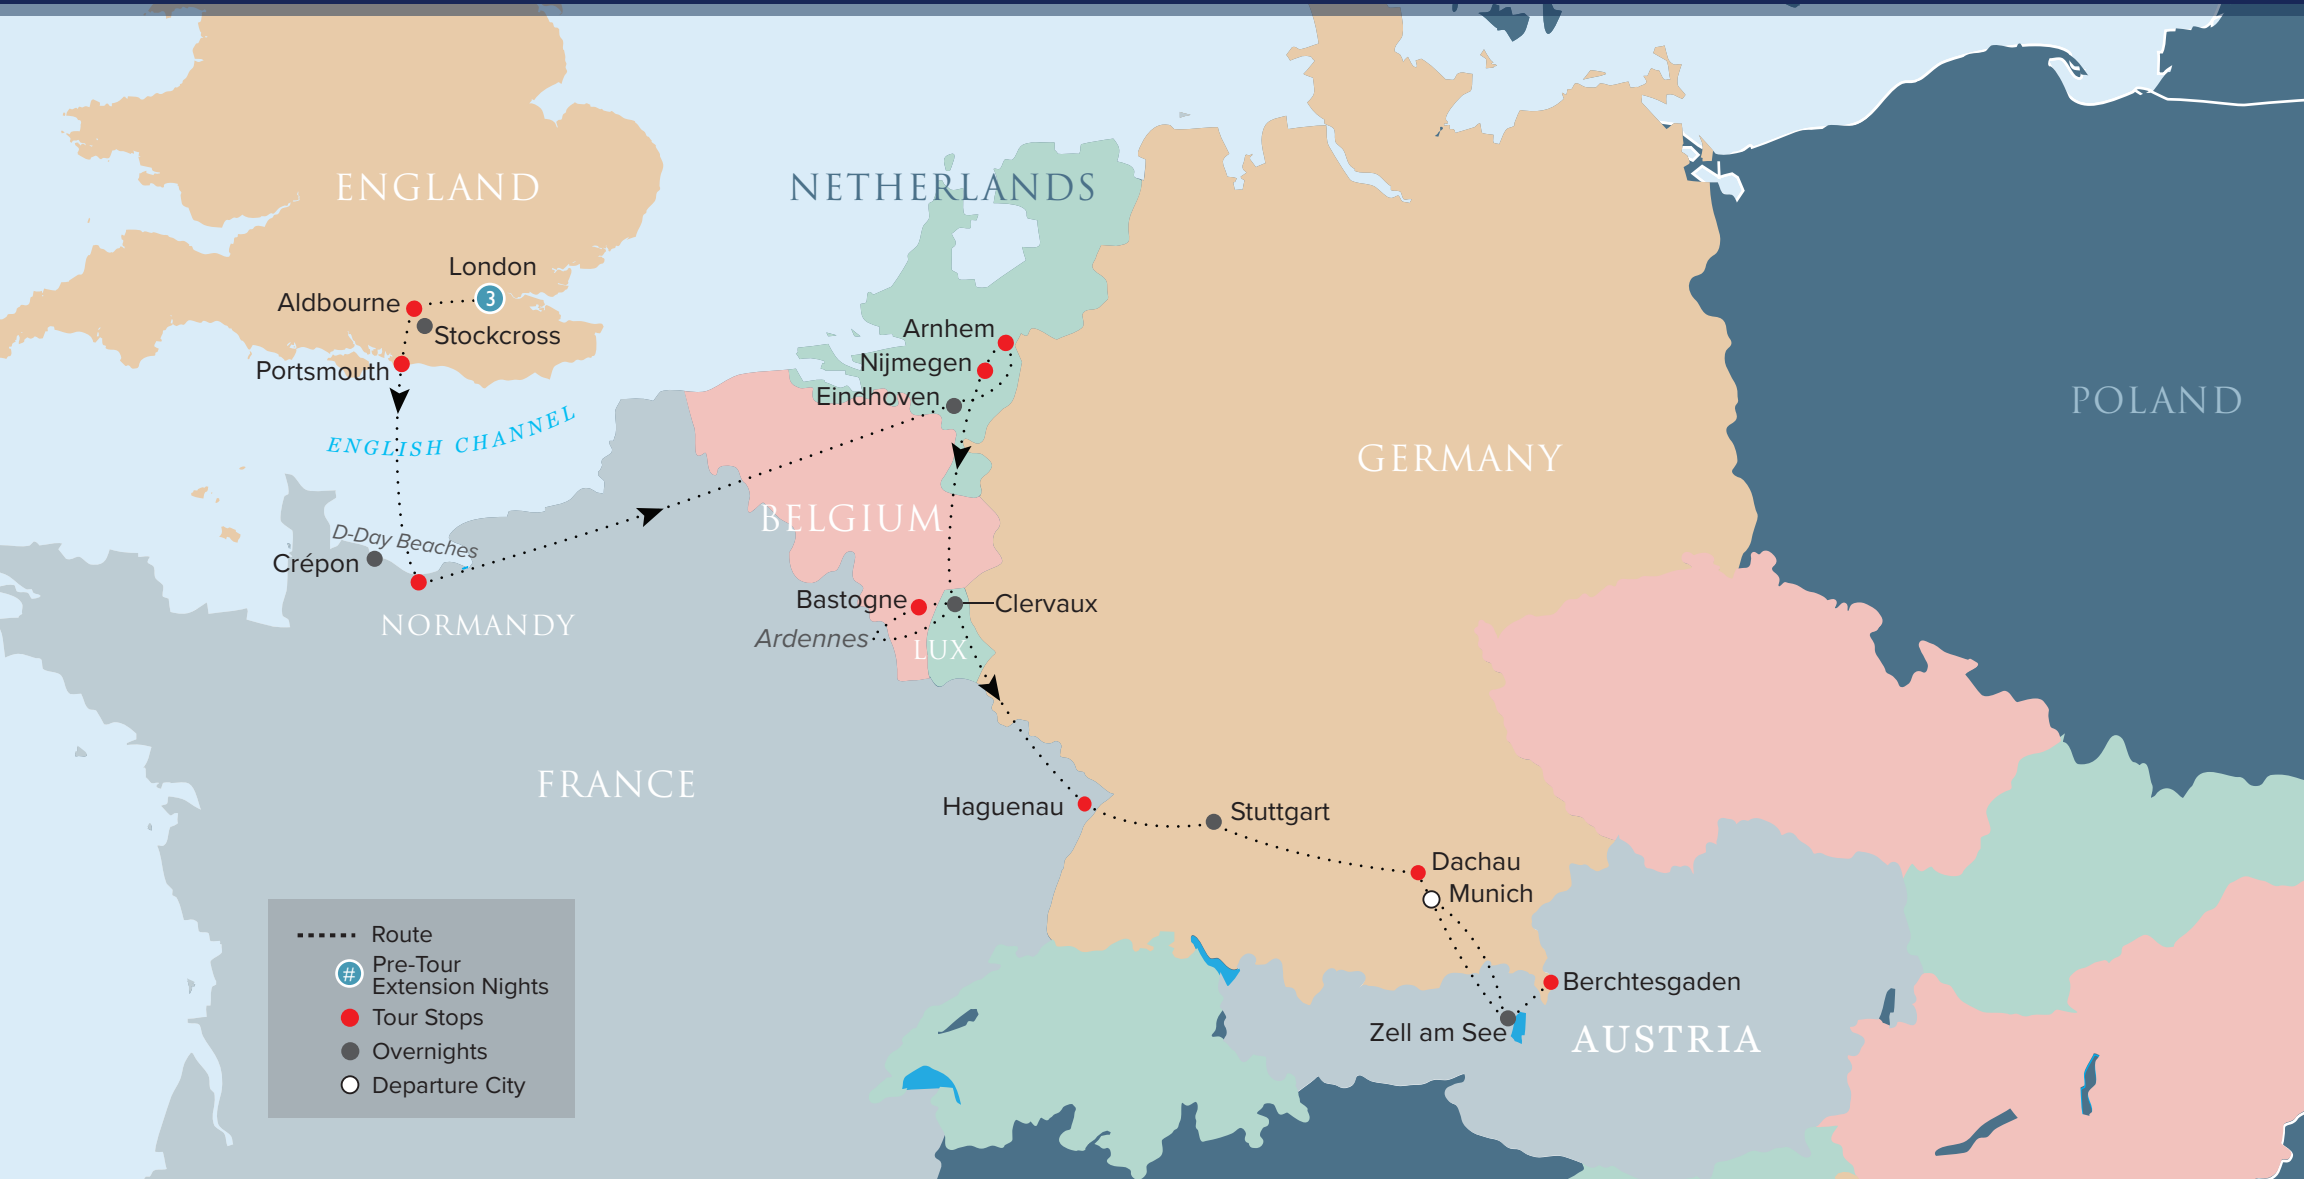 ENGLAND
NETHERLANDS
London
3
Aldbourne
Stockcross
Portsmouth
Arnhem
Nijmegen
Eindhoven
POLAND
ENGLISH CHANNEL
GERMANY
BELGIUM
D-Day Beaches
Crépon
NORMANDY
Bastogne
Clervaux
Ardennes
LUX
FRANCE
Haguenau
Stuttgart
Dachau
Munich
Berchtesgaden
Zell am See
AUSTRIA
Route
# Pre-Tour
Extension Nights
Tour Stops
Overnights
Departure City